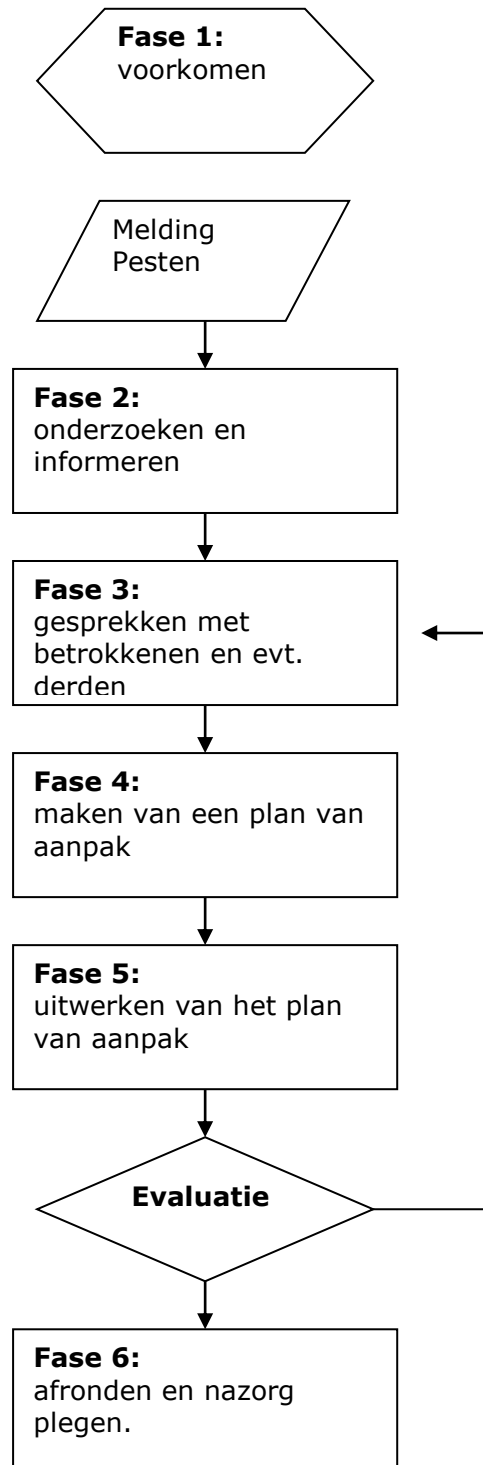 Fase 1:
voorkomen
Melding
Pesten
Fase 2:
onderzoeken en
informeren
Fase 3:
gesprekken met
betrokkenen en evt.
derden
Fase 4:
maken van een plan van
aanpak
Fase 5:
uitwerken van het plan
van aanpak
Evaluatie
Fase 6:
afronden en nazorg
plegen.